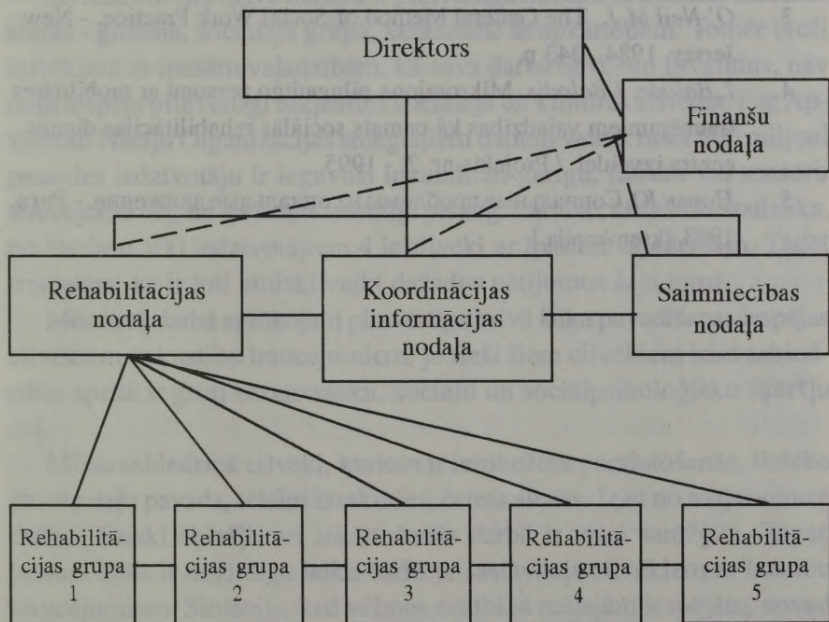 Direktors
Finanšu
nodaļa
Rehabilitācijas
nodaļa
Koordinācijas
informācijas
nodaļa
Saimniecības
nodaļa
Rehabilitā-
cijas grupa
1
Rehabilitā-
cijas grupa
2
Rehabilitā-
cijas grupa
3
Rehabilitā-
cijas grupa
4
Rehabilitā-
cijas grupa
5